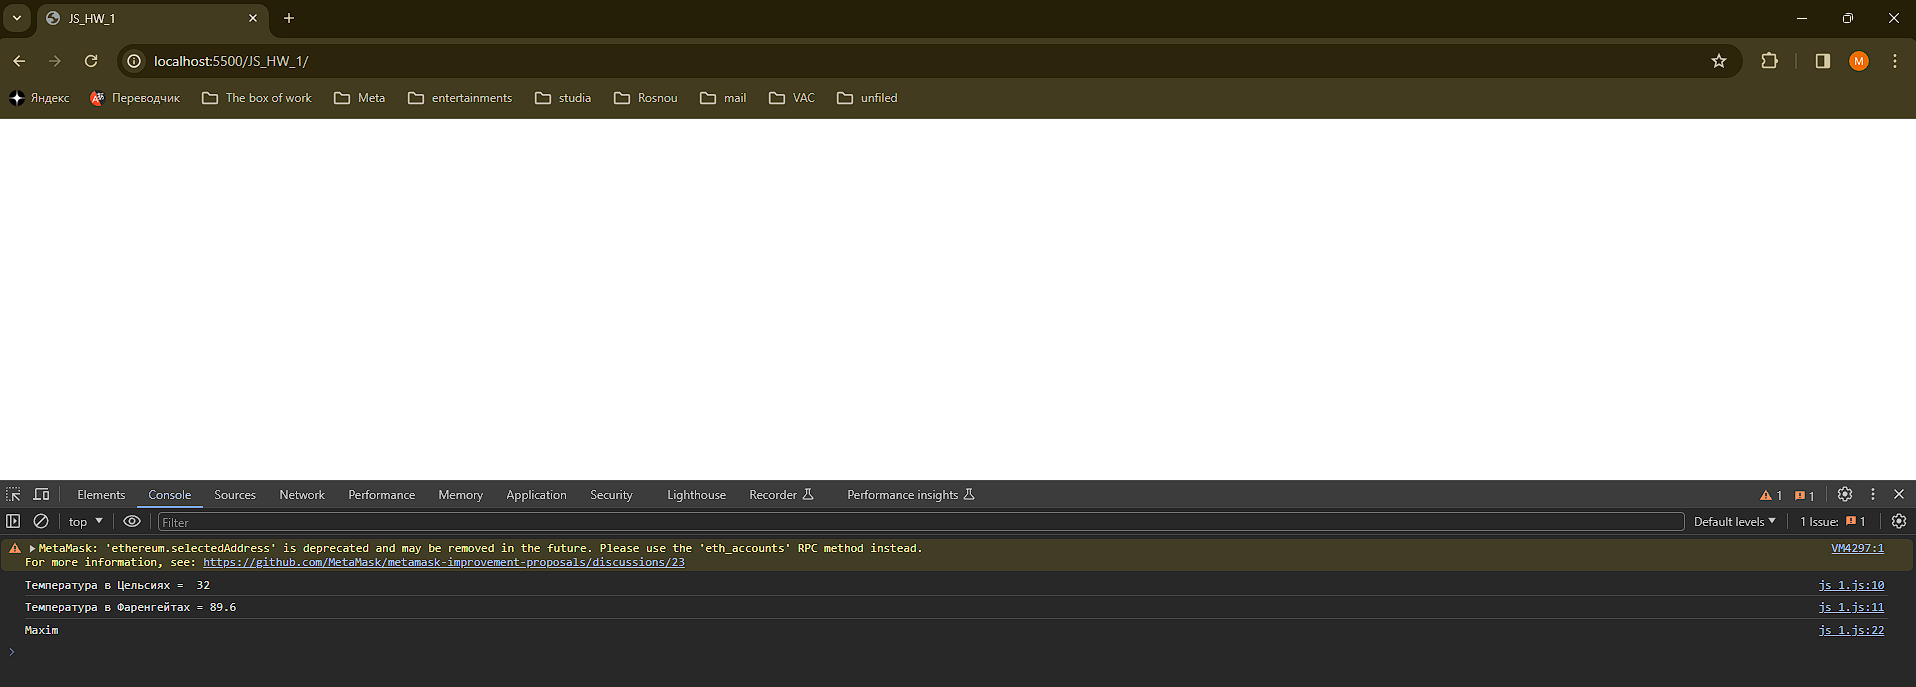 JS_HW_1
localhost:5500/JS_HW_1/
M
Яндекс Переводчик The box of work Meta entertainments studia Rosnou mail VAC unfiled
Elements Console Sources Network Performance Memory Application Security Lighthouse Recorder Performance insights 1 1
top Filter Default levels 1 Issue: 1
MetaMask: 'ethereum.selectedAddress' is deprecated and may be removed in the future. Please use the 'eth_accounts' RPC method instead. VM4297:1
For more information, see: https://github.com/MetaMask/metamask-improvement-proposals/discussions/23
Температура в Цельсиях =  32 js_1.js:10
Температура в Фаренгейтах = 89.6 js_1.js:11
Maxim js_1.js:22